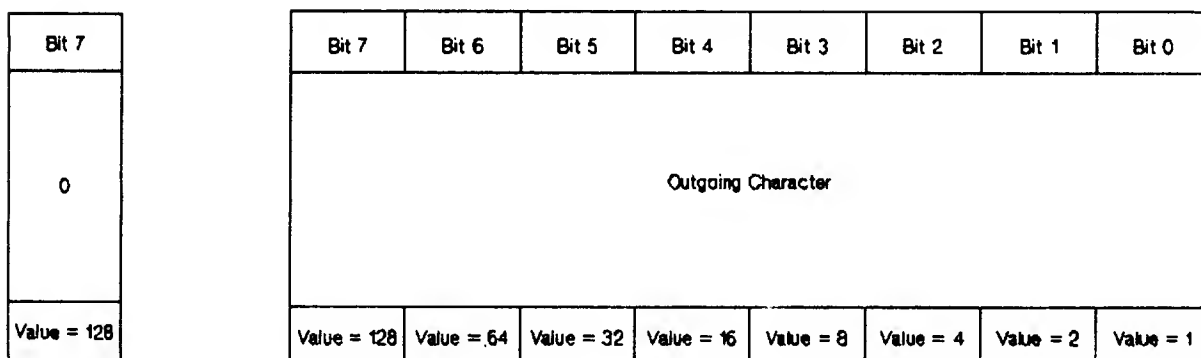 Bit 7
0
Value = 128
Bit 7 Bit 6 Bit 5 Bit 4 Bit 3 Bit 2 Bit 1 Bit 0
Outgoing Character
Value = 128 Value = 64 Value = 32 Value = 16 Value = 8 Value = 4 Value = 2 Value = 1